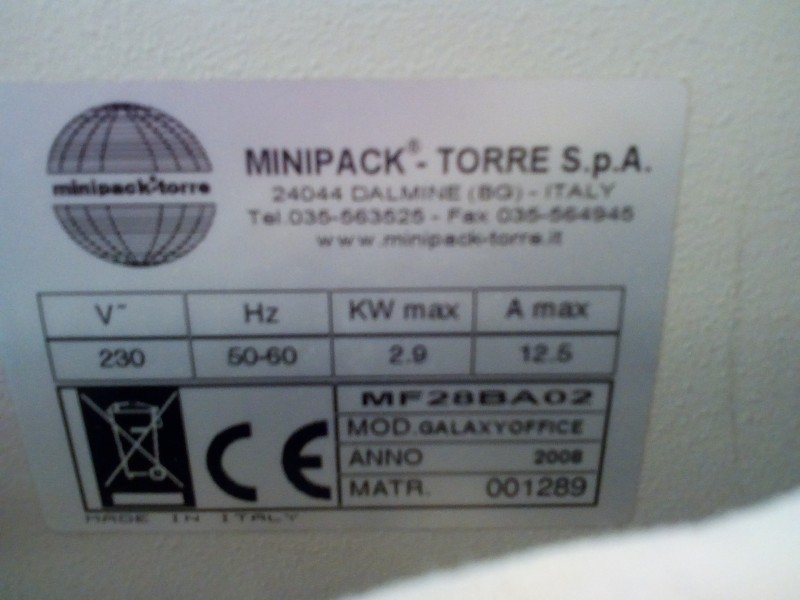 minipack-torre
MINIPACK® - TORRE S.p.A.
24044 DALMINE (BG) - ITALY
Tel.035-563525 - Fax 035-564945
www.minipack-torre.it
V~ Hz KW max A max
230 50-60 2.9 12.5
MF28BA02
MOD.GALAXYOFFICE
ANNO 2008
MATR. 001289
CE
MADE IN ITALY